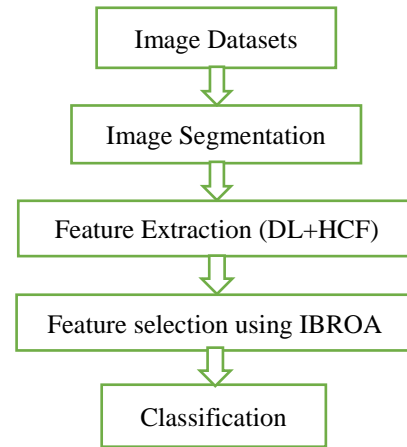 Image Datasets
Image Segmentation
Feature Extraction (DL+HCF)
Feature selection using IBROA
Classification